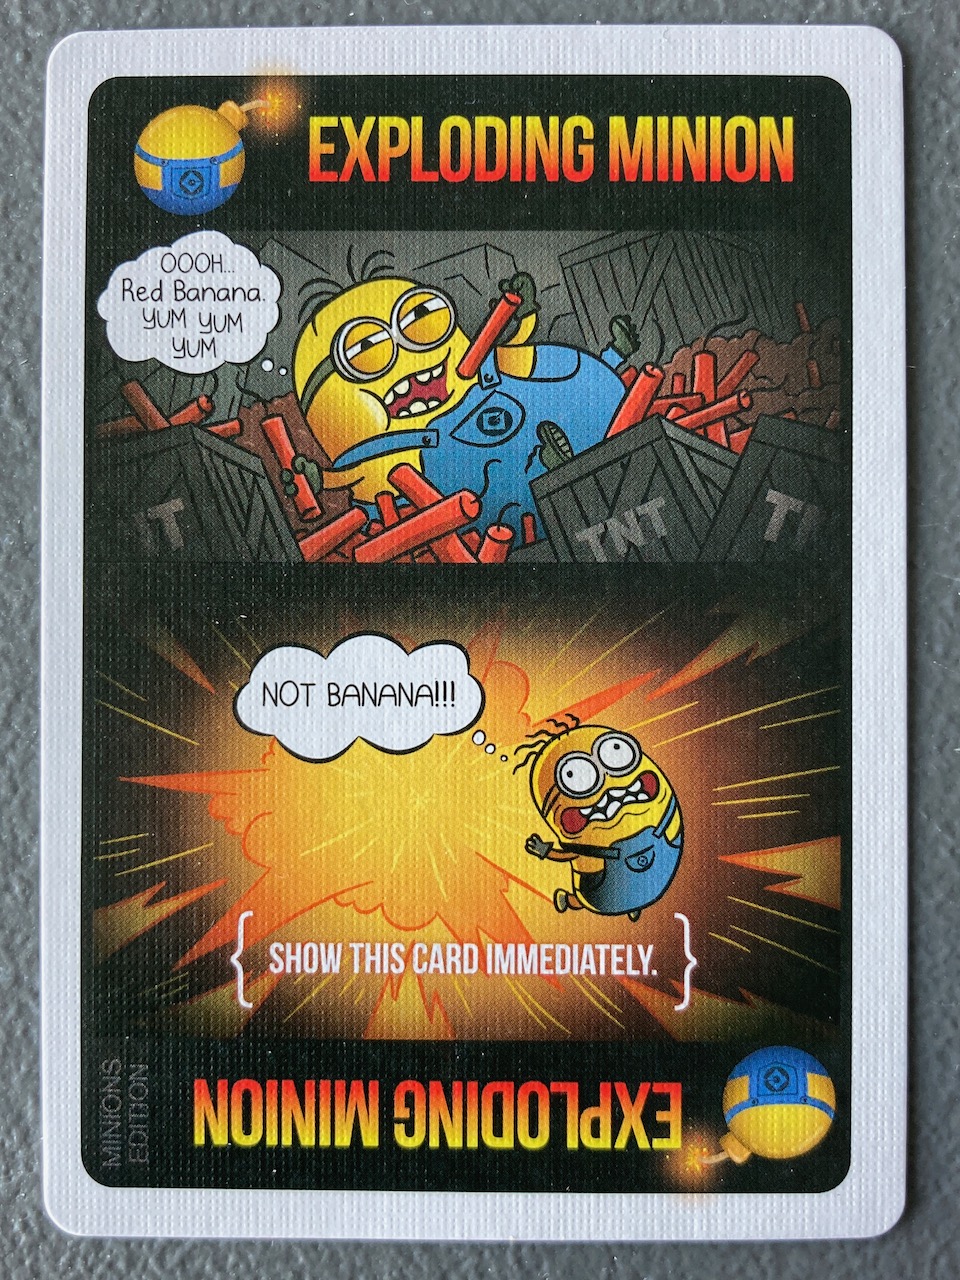 EXPLODING MINION
OOOH...
Red Banana.
YUM YUM
YUM
T
TNT
T
NOT BANANA!!!
SHOW THIS CARD IMMEDIATELY.
MINIONS
EDITION
EXPLODING MINION